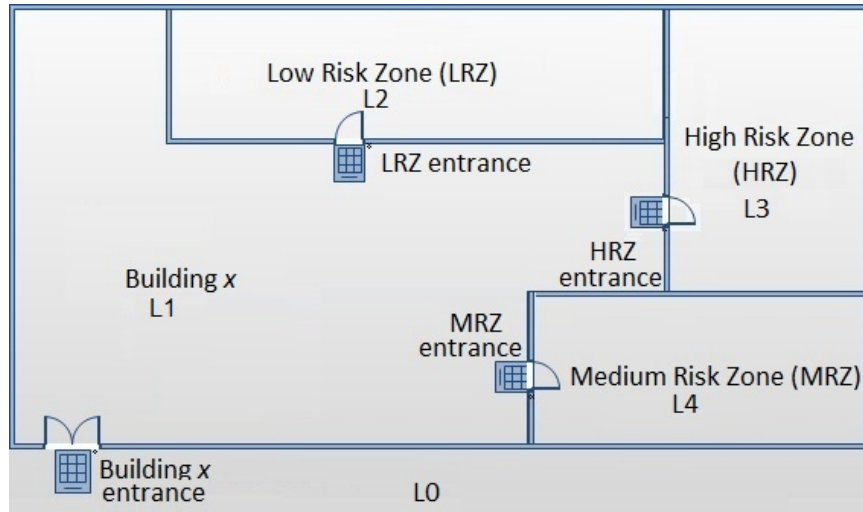 Low Risk Zone (LRZ)
L2
LRZ entrance
High Risk Zone
(HRZ)
L3
HRZ
entrance
Building x
L1
MRZ
entrance
Medium Risk Zone (MRZ)
L4
Building x
entrance
L0